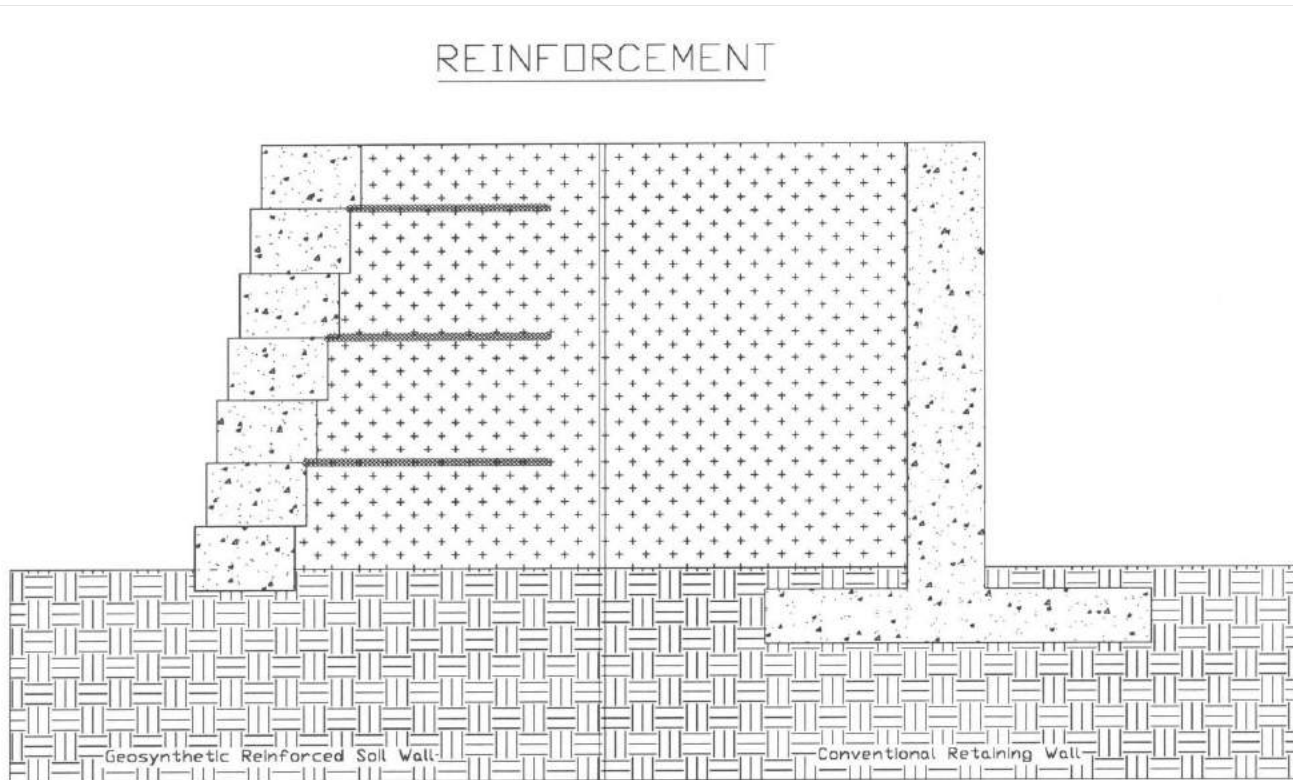 REINFORCEMENT
Geosynthetic Reinforced Soil Wall
Conventional Retaining Wall